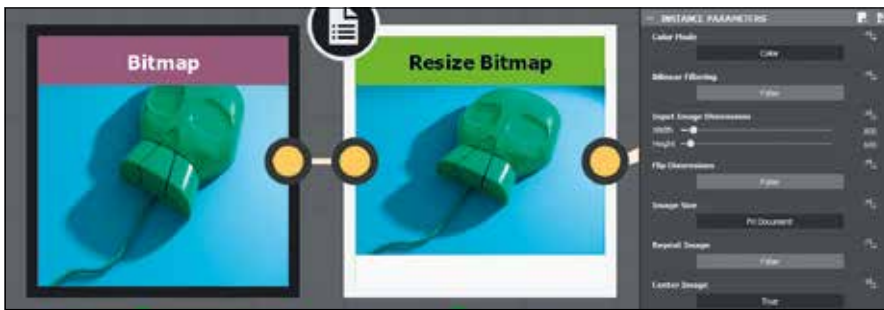 Bitmap
Resize Bitmap
INSTANCE PARAMETERS
Color Mode
Color
Bilinear Filtering
False
Input Image Dimensions
Width
800
Height
Flip Dimensions
False
Image Size
Fit Document
Repeat Image
False
Center Image
True